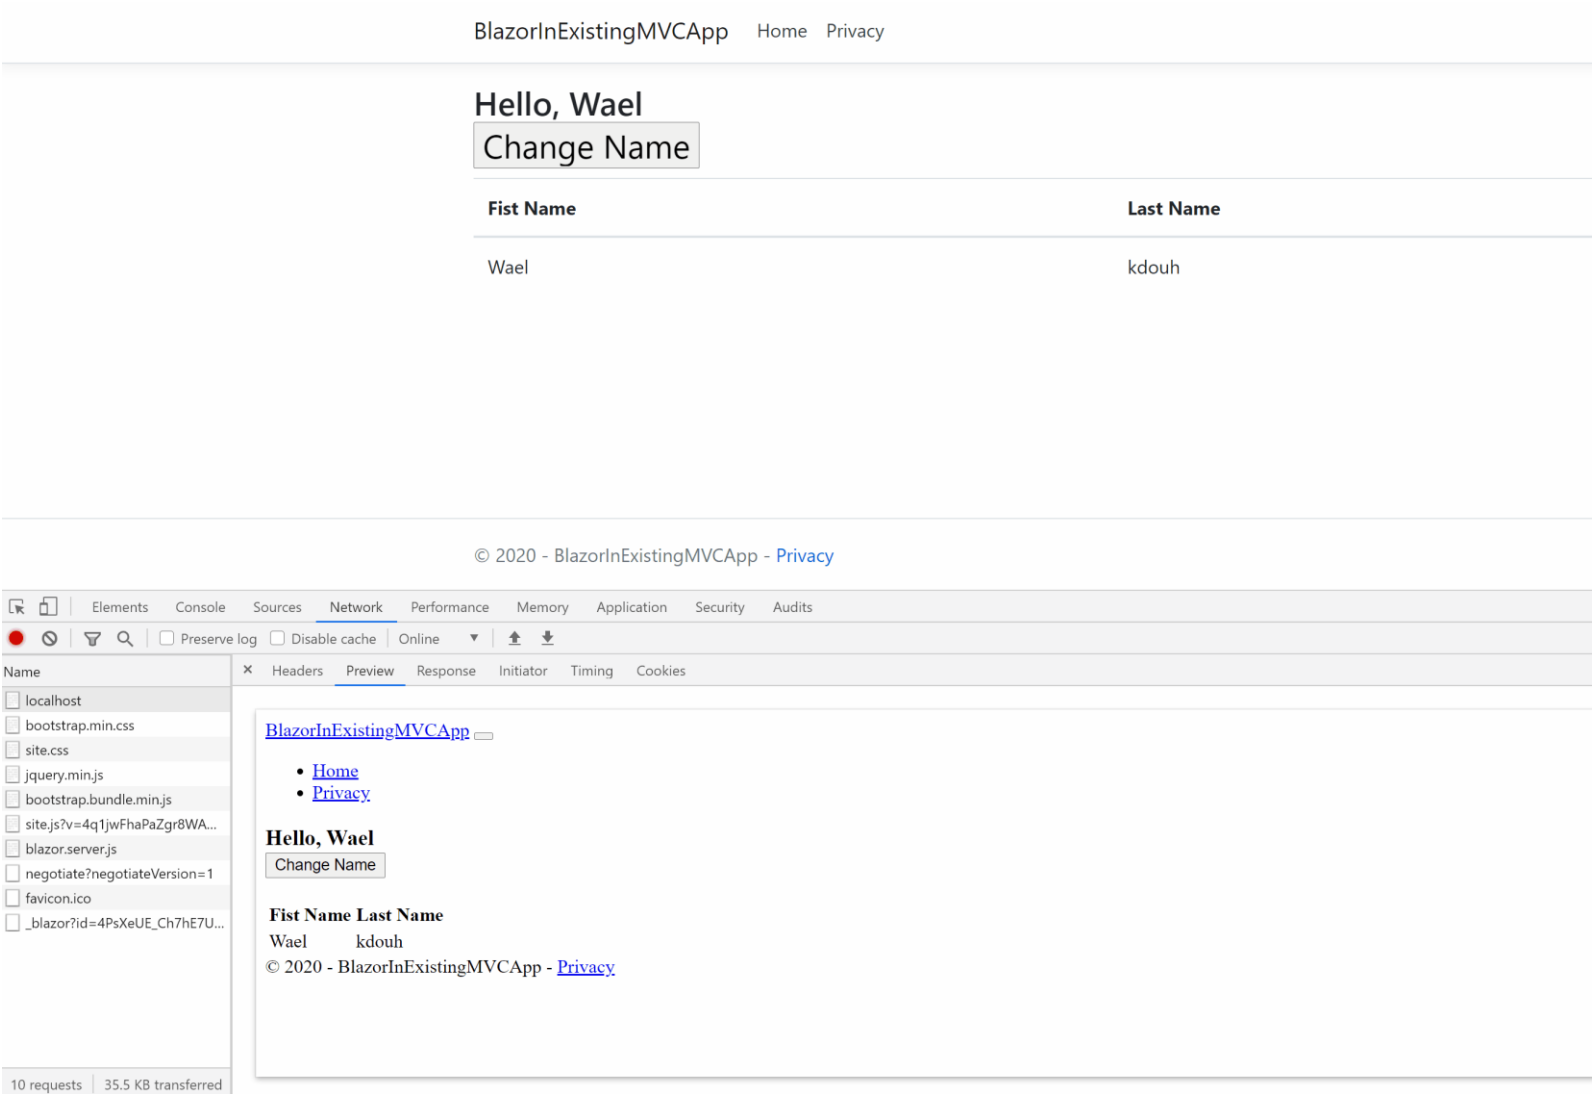 BlazorInExistingMVCApp Home Privacy
Hello, Wael
Change Name
Fist Name Last Name
Wael kdouh
© 2020 - BlazorInExistingMVCApp - Privacy
Elements Console Sources Network Performance Memory Application Security Audits
Preserve log Disable cache Online
Name
Headers Preview Response Initiator Timing Cookies
localhost
bootstrap.min.css
site.css
jquery.min.js
bootstrap.bundle.min.js
site.js?v=4q1jwFhaPaZgr8WA...
blazor.server.js
negotiate?negotiateVersion=1
favicon.ico
_blazor?id=4PsXeUE_Ch7hE7U...
10 requests 35.5 KB transferred
BlazorInExistingMVCApp
Home
Privacy
Hello, Wael
Change Name
Fist Name Last Name
Wael kdouh
© 2020 - BlazorInExistingMVCApp - Privacy